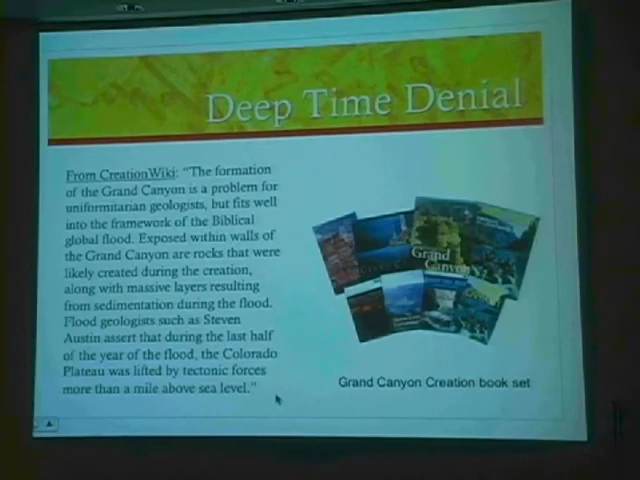 Deep Time Denial
From CreationWiki: "The formation
of the Grand Canyon is a problem for
uniformitarian geologists, but fits well
into the framework of the Biblical
global flood. Exposed within walls of
the Grand Canyon are rocks that were
likely created during the creation,
along with massive layers resulting
from sedimentation during the flood.
Flood geologists such as Steven
Austin assert that during the last half
of the year of the flood, the Colorado
Plateau was lifted by tectonic forces
more than a mile above sea level."
Grand
Canyon
Grand Canyon Creation book set